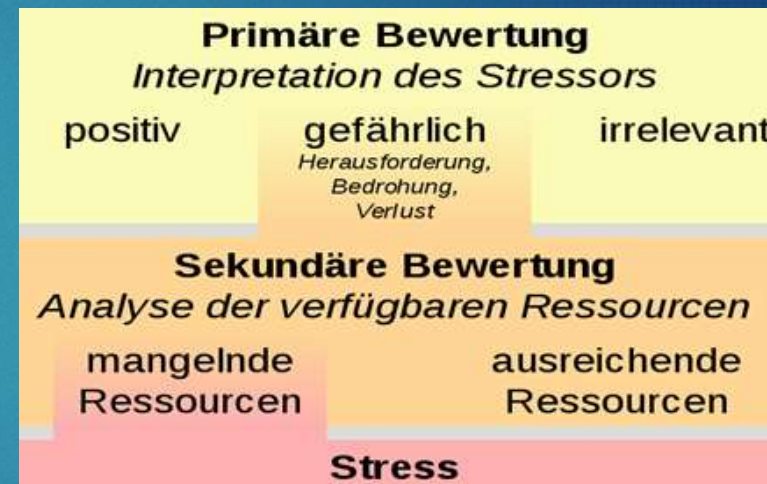 Primäre Bewertung
Interpretation des Stressors
positiv gefährlich irrelevant
Herausforderung,
Bedrohung,
Verlust
Sekundäre Bewertung
Analyse der verfügbaren Ressourcen
mangelnde ausreichende
Ressourcen Ressourcen
Stress